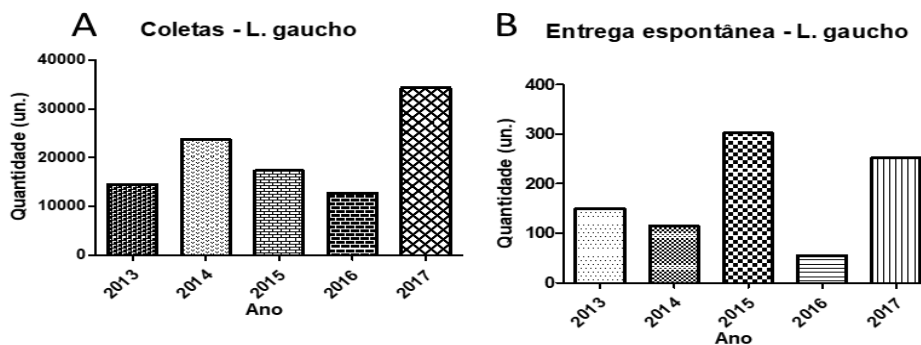 A
Coletas - L. gaucho
Quantidade (un.)
40000
30000
20000
10000
0
2013
2014
2015
2016
2017
Ano
B
Entrega espontânea - L. gaucho
Quantidade (un.)
400
300
200
100
0
2013
2014
2015
2016
2017
Ano